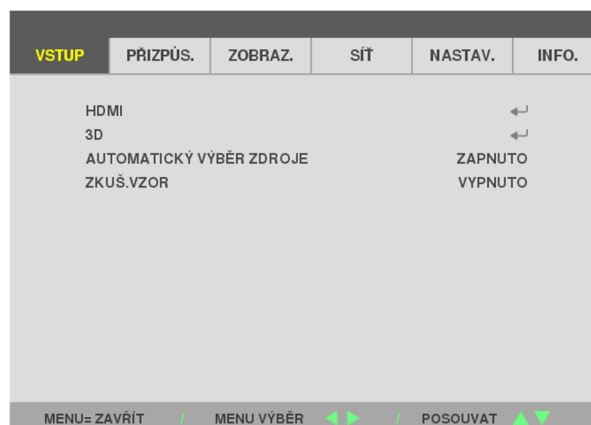 VSTUP PŘIZPŮS. ZOBRAZ. SÍŤ NASTAV. INFO.
HDMI
3D
AUTOMATICKÝ VÝBĚR ZDROJE ZAPNUTO
ZKUŠ.VZOR VYPNUTO
MENU= ZAVŘÍT / MENU VÝBĚR ◀ ▶ / POSOUVAT ▲ ▼